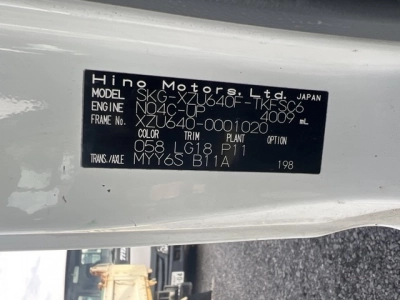 Hino Motors, Ltd. JAPAN
MODEL SKG-XZU640F-TKFSC6
ENGINE N04C-UP 4009 mL
FRAME No. XZU640-0001020
COLOR TRIM PLANT OPTION
058 LG18 P11
TRANS./AXLE MYY6S B11A 198